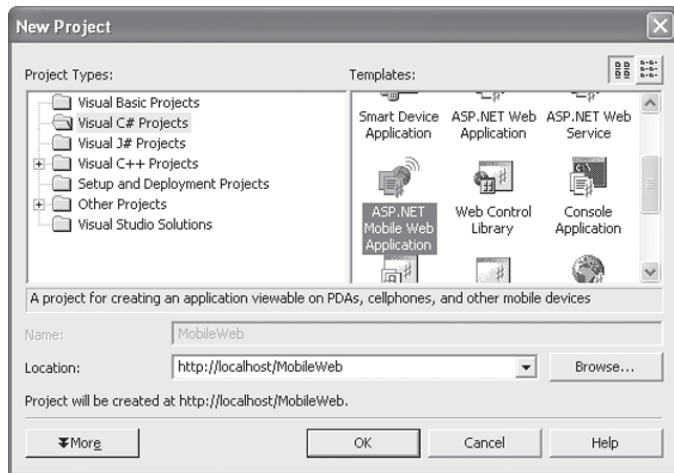 New Project
Project Types:
Templates:
Visual Basic Projects
Visual C# Projects
Visual J# Projects
Visual C++ Projects
Setup and Deployment Projects
Other Projects
Visual Studio Solutions
Smart Device Application
ASP.NET Web Application
ASP.NET Web Service
ASP.NET Mobile Web Application
Web Control Library
Console Application
A project for creating an application viewable on PDAs, cellphones, and other mobile devices
Name:
MobileWeb
Location:
http://localhost/MobileWeb
Browse...
Project will be created at http://localhost/MobileWeb.
More
OK
Cancel
Help